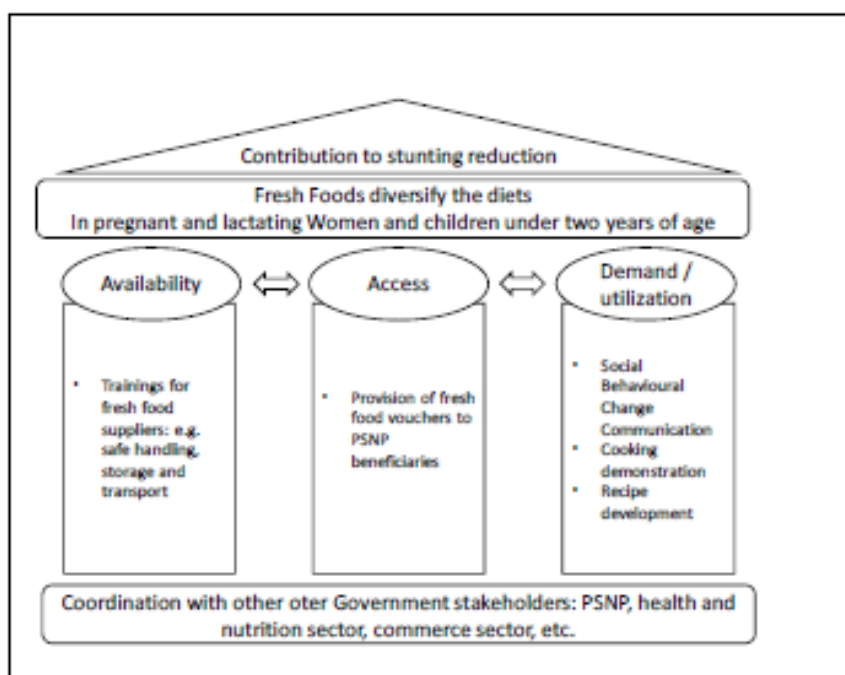 Contribution to stunting reduction
Fresh Foods diversify the diets
In pregnant and lactating Women and children under two years of age
Availability
Access
Demand /
utilization
• Trainings for
fresh food
suppliers: e.g.
safe handling,
storage and
transport
• Provision of fresh
food vouchers to
PSNP
beneficiaries
• Social
Behavioural
Change
Communication
• Cooking
demonstration
• Recipe
development
Coordination with other oter Government stakeholders: PSNP, health and
nutrition sector, commerce sector, etc.